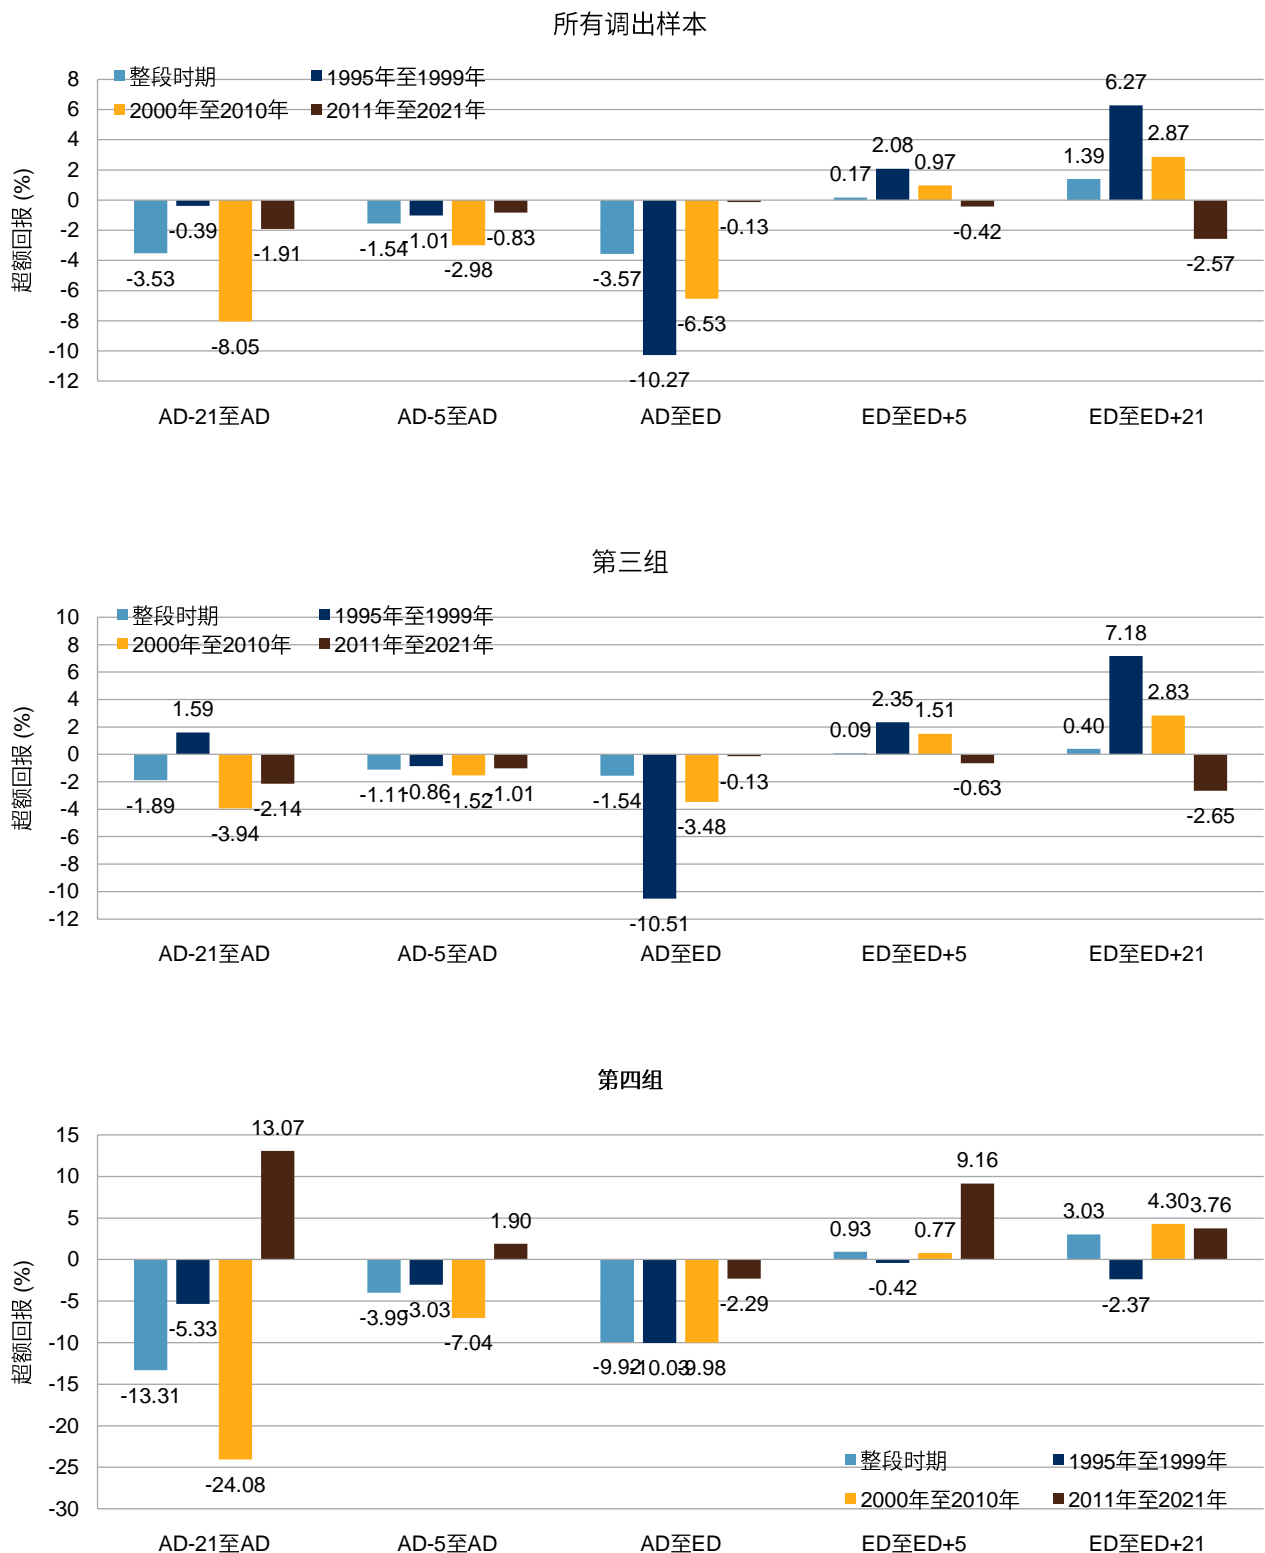 所有调出样本
整段时期 1995年至1999年
2000年至2010年 2011年至2021年
超额回报 (%)
8
6
4
2
0
-2
-4
-6
-8
-10
-12
-3.53 -0.39 -8.05 -1.91
-1.54 -1.01 -2.98 -0.83
-3.57 -10.27 -6.53 -0.13
0.17 2.08 0.97 -0.42
1.39 6.27 2.87 -2.57
AD-21至AD AD-5至AD AD至ED ED至ED+5 ED至ED+21
第三组
整段时期 1995年至1999年
2000年至2010年 2011年至2021年
超额回报 (%)
10
8
6
4
2
0
-2
-4
-6
-8
-10
-12
-1.89 1.59 -3.94 -2.14
-1.11 -0.86 -1.52 -1.01
-1.54 -10.51 -3.48 -0.13
0.09 2.35 1.51 -0.63
0.40 7.18 2.83 -2.65
AD-21至AD AD-5至AD AD至ED ED至ED+5 ED至ED+21
第四组
超额回报 (%)
15
10
5
0
-5
-10
-15
-20
-25
-30
-13.31 -5.33 -24.08 13.07
-3.99 -3.03 -7.04 1.90
-9.92 -10.03 -9.98 -2.29
0.93 -0.42 0.77 9.16
3.03 -2.37 4.30 3.76
整段时期 1995年至1999年
2000年至2010年 2011年至2021年
AD-21至AD AD-5至AD AD至ED ED至ED+5 ED至ED+21